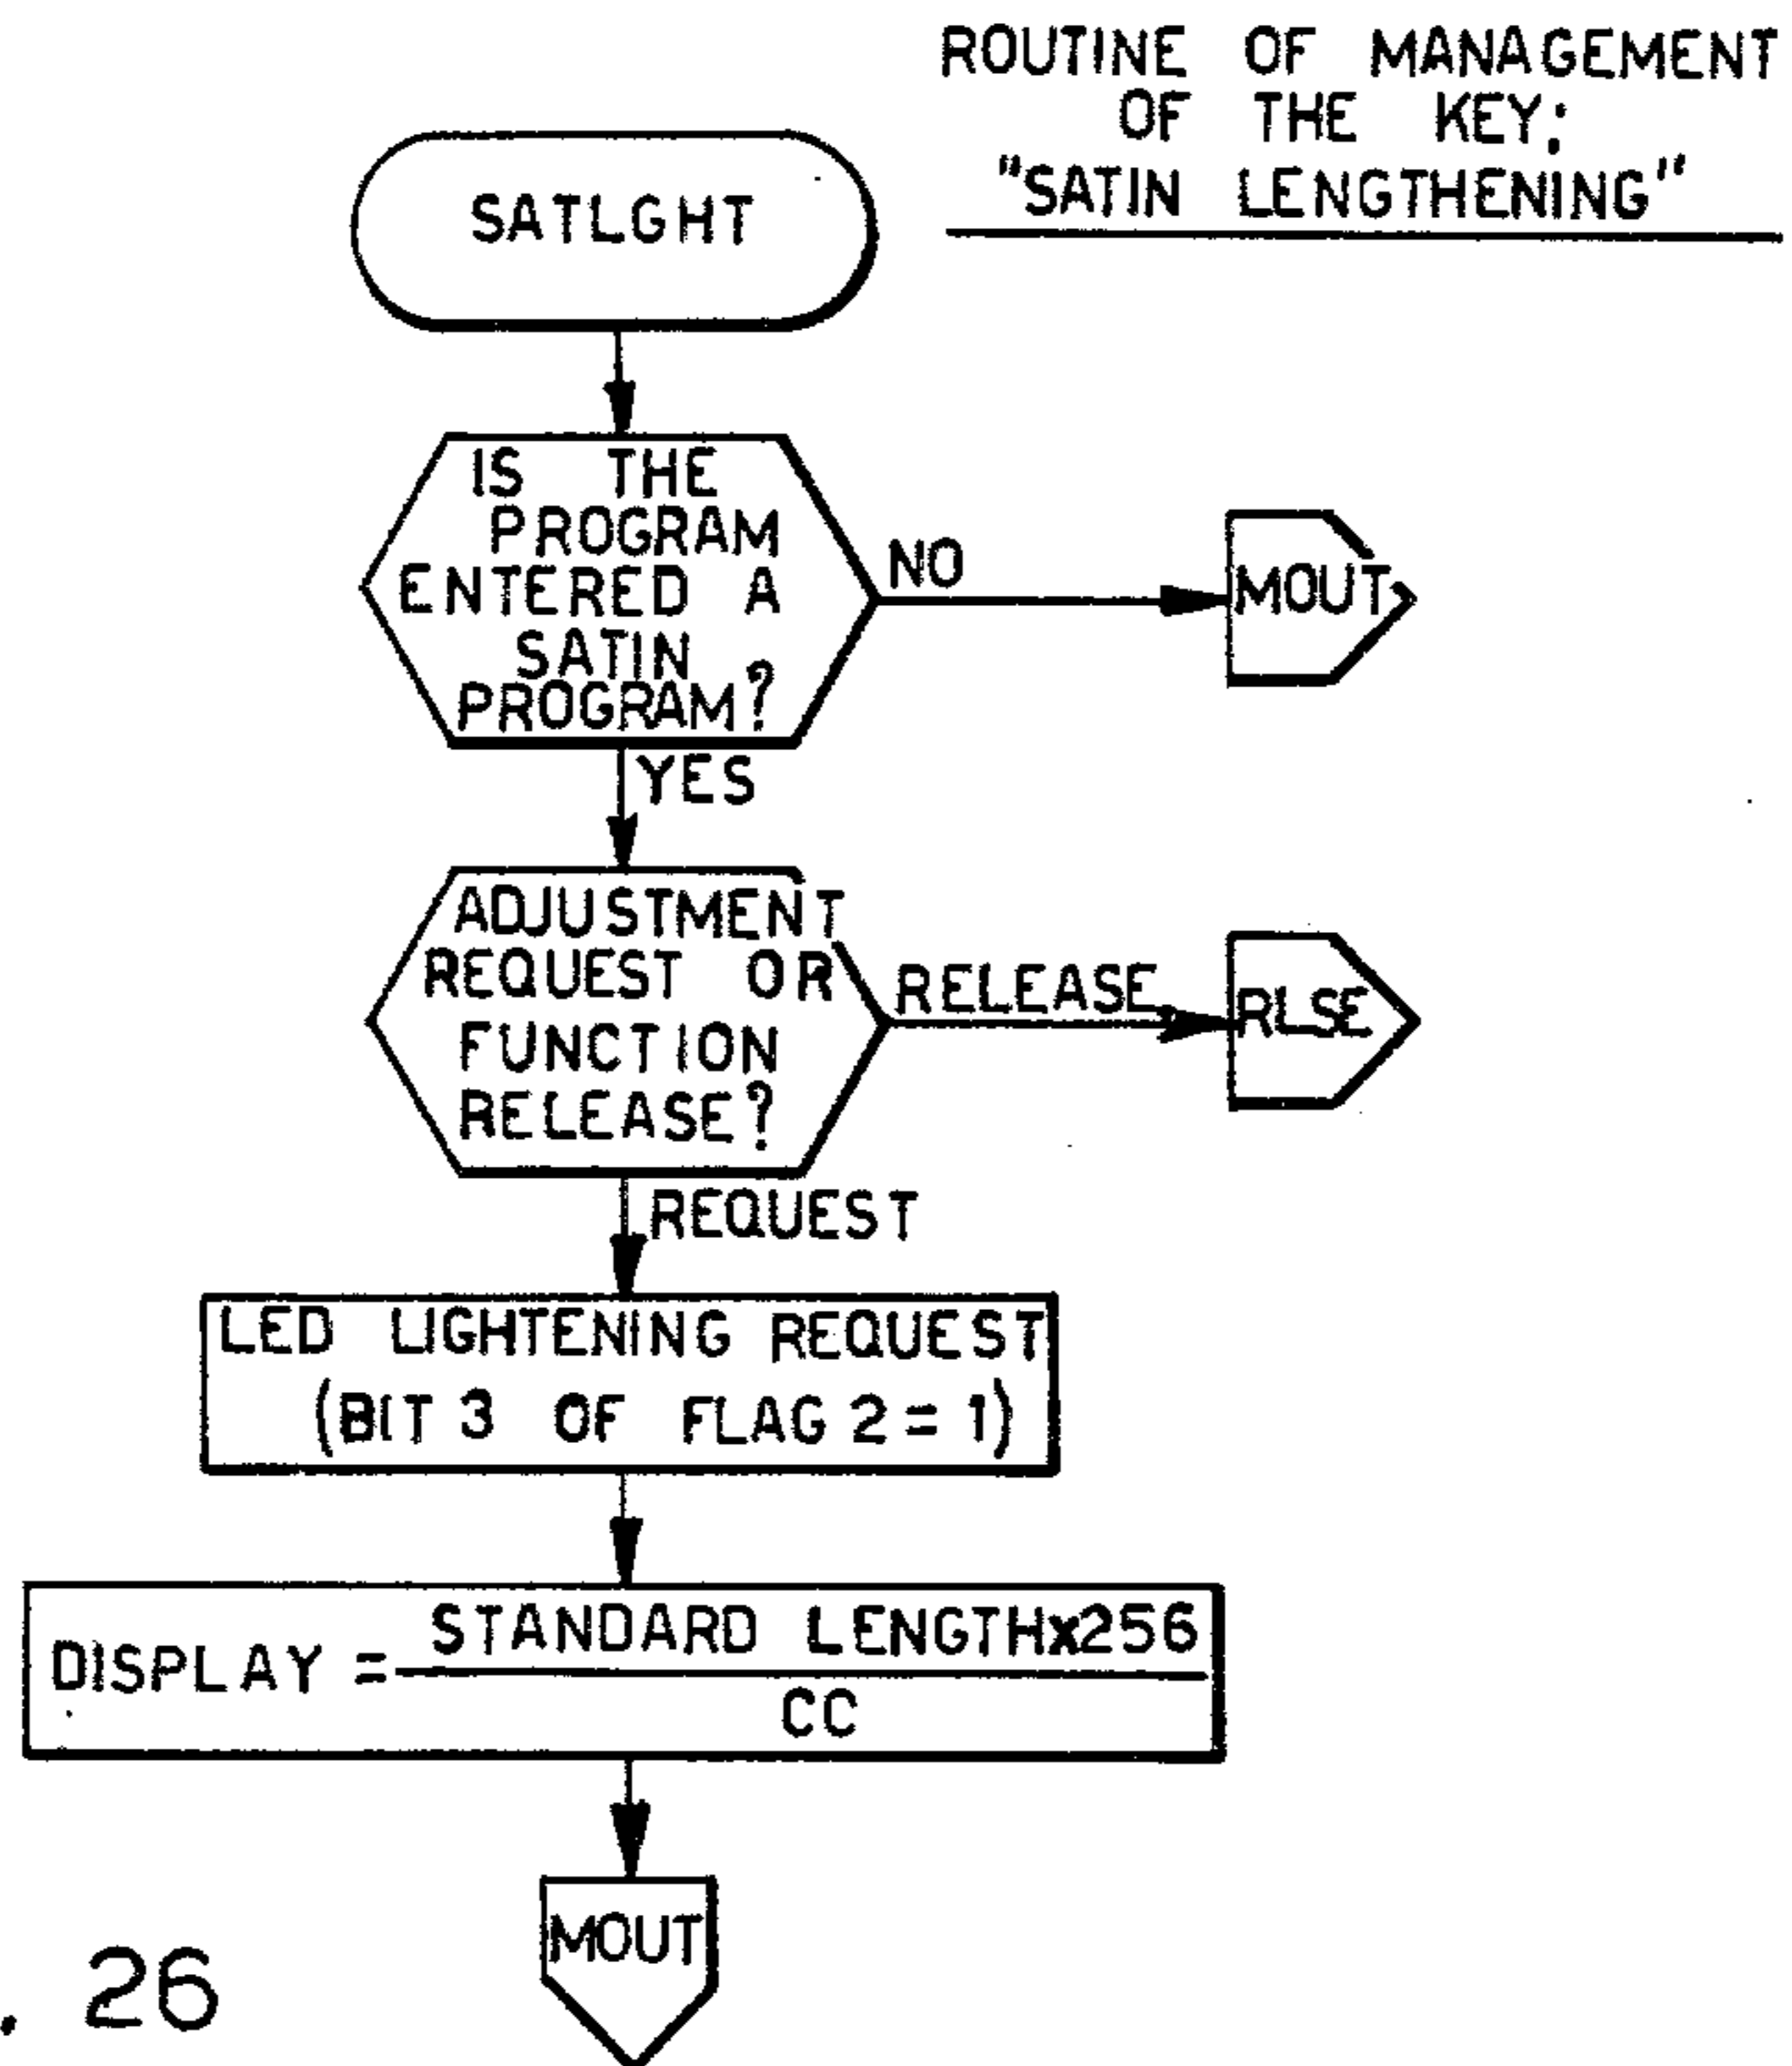 ROUTINE OF MANAGEMENT
OF THE KEY:
"SATIN LENGTHENING"
SATLGHT
IS THE
PROGRAM
ENTERED A
SATIN
PROGRAM?
NO
MOUT
YES
ADJUSTMENT
REQUEST OR
FUNCTION
RELEASE?
RELEASE
RLSE
REQUEST
LED LIGHTENING REQUEST
(BIT 3 OF FLAG 2 = 1)
STANDARD LENGTHx256
DISPLAY =
CC
MOUT
. 26